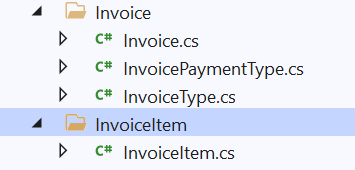 Invoice
C# Invoice.cs
C# InvoicePaymentType.cs
C# InvoiceType.cs
InvoiceItem
C# InvoiceItem.cs